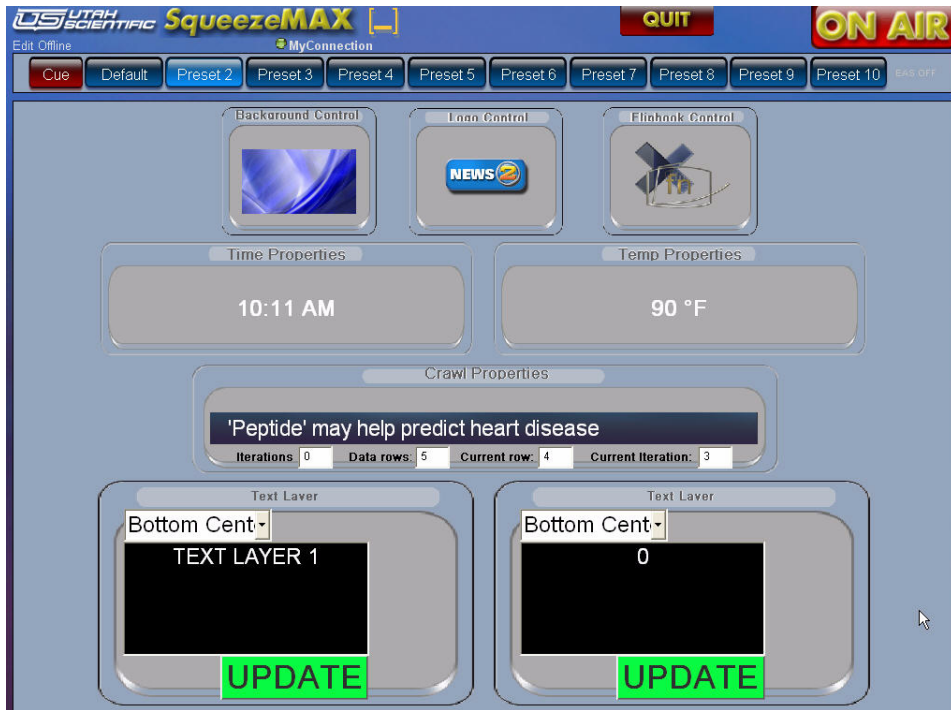 US UTAH SCIENTIFIC SqueezeMAX [_]
QUIT
ON AIR
Edit Offline
MyConnection
Cue Default Preset 2 Preset 3 Preset 4 Preset 5 Preset 6 Preset 7 Preset 8 Preset 9 Preset 10 EAS OFF
Background Control Logo Control Flipbook Control
NEWS 2
Time Properties Temp Properties
10:11 AM 90 °F
Crawl Properties
'Peptide' may help predict heart disease
Iterations 0 Data rows: 5 Current row: 4 Current Iteration: 3
Text Layer Text Layer
Bottom Cent Bottom Cent
TEXT LAYER 1 0
UPDATE UPDATE